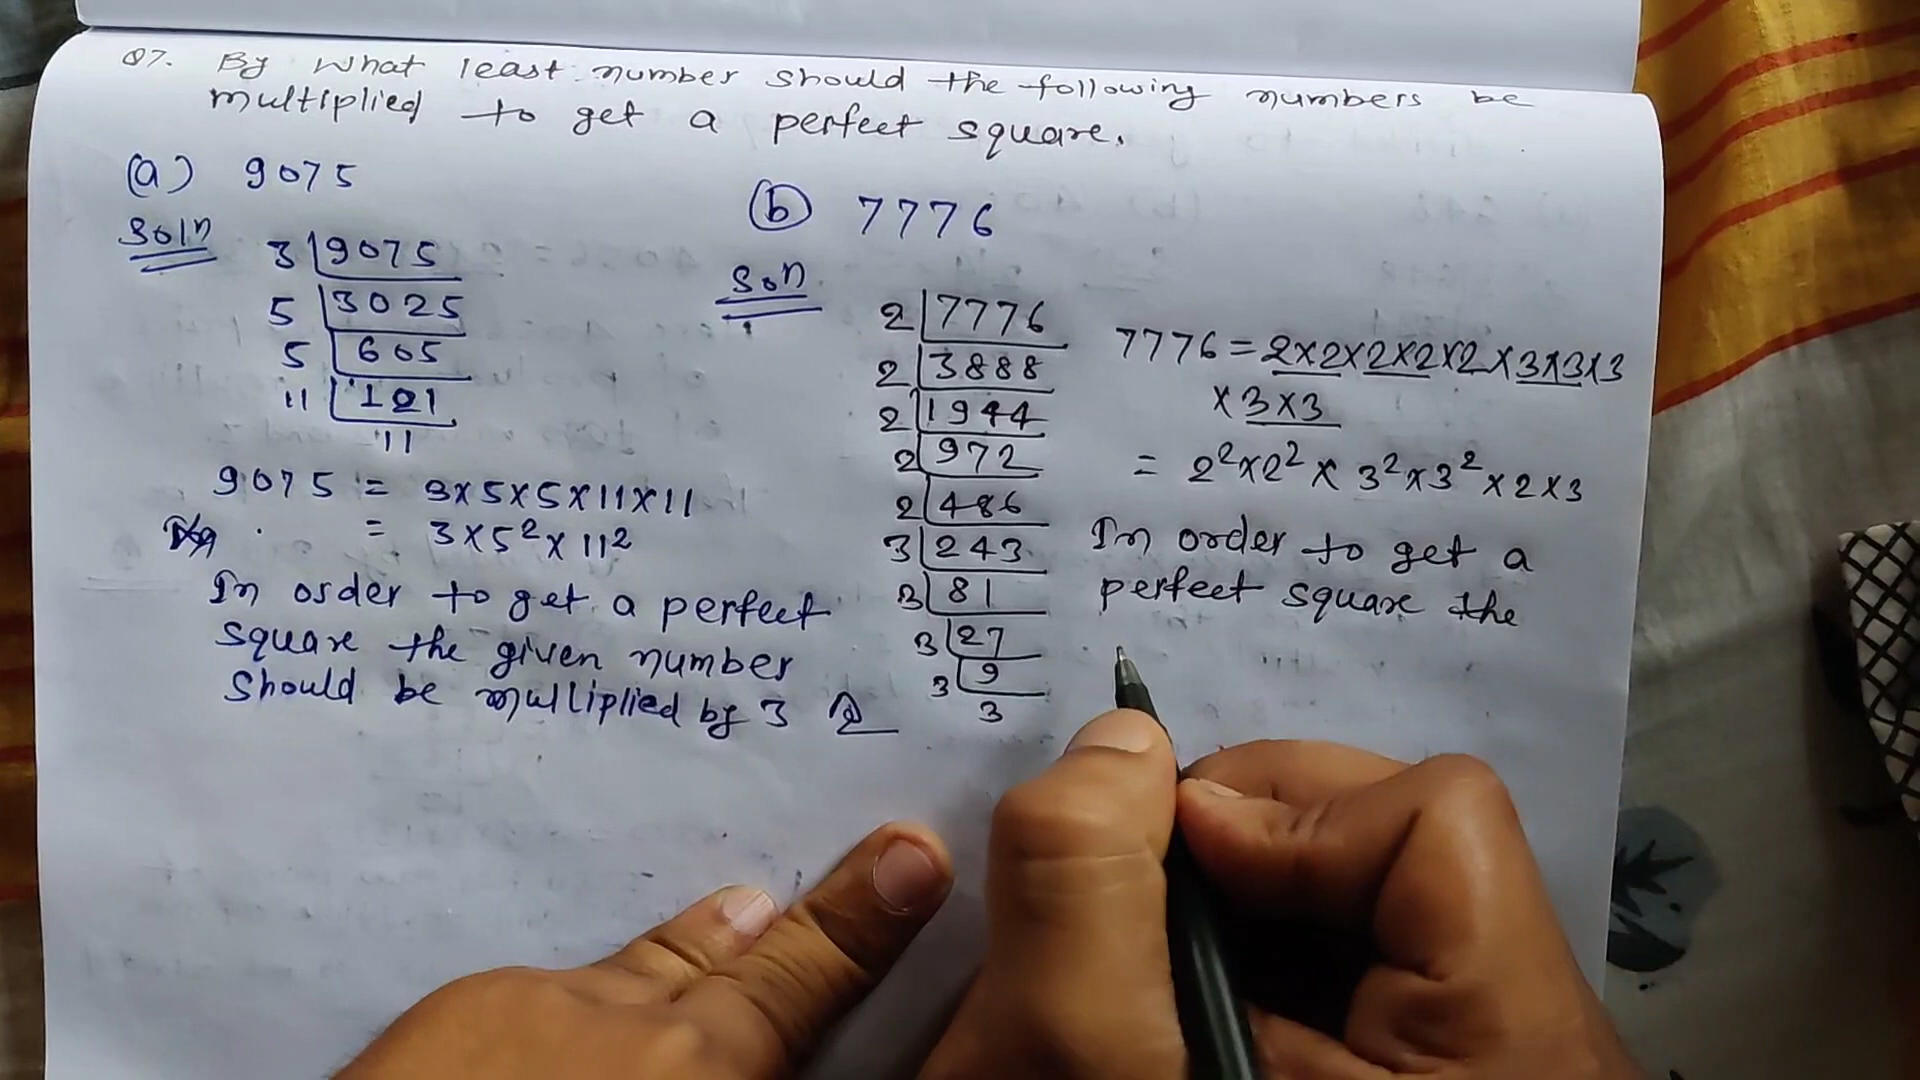 Q7. By what least number should the following numbers be
multiplied to get a perfect square.
(a) 9075
Soln
3 | 9075
5 | 3025
5 | 605
11 | 121
11
9075 = 3×5×5×11×11
= 3×5²×11²
In order to get a perfect
square the given number
should be multiplied by 3
(b) 7776
Son
2 | 7776
2 | 3888
2 | 1944
2 | 972
2 | 486
3 | 243
3 | 81
3 | 27
3 | 9
3
7776 = 2×2×2×2×2×3×3×3
×3×3
= 2²×2²×3²×3²×2×3
In order to get a
perfect square the